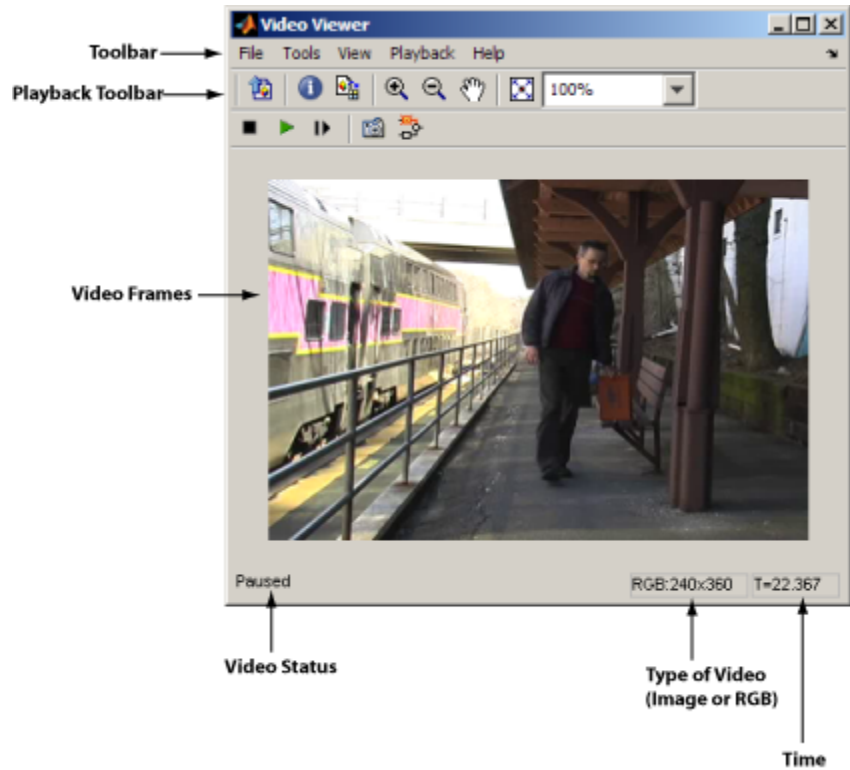 Video Viewer
Toolbar
File Tools View Playback Help
Playback Toolbar
100%
Video Frames
Paused
RGB:240x360
T=22.367
Video Status
Type of Video
(Image or RGB)
Time